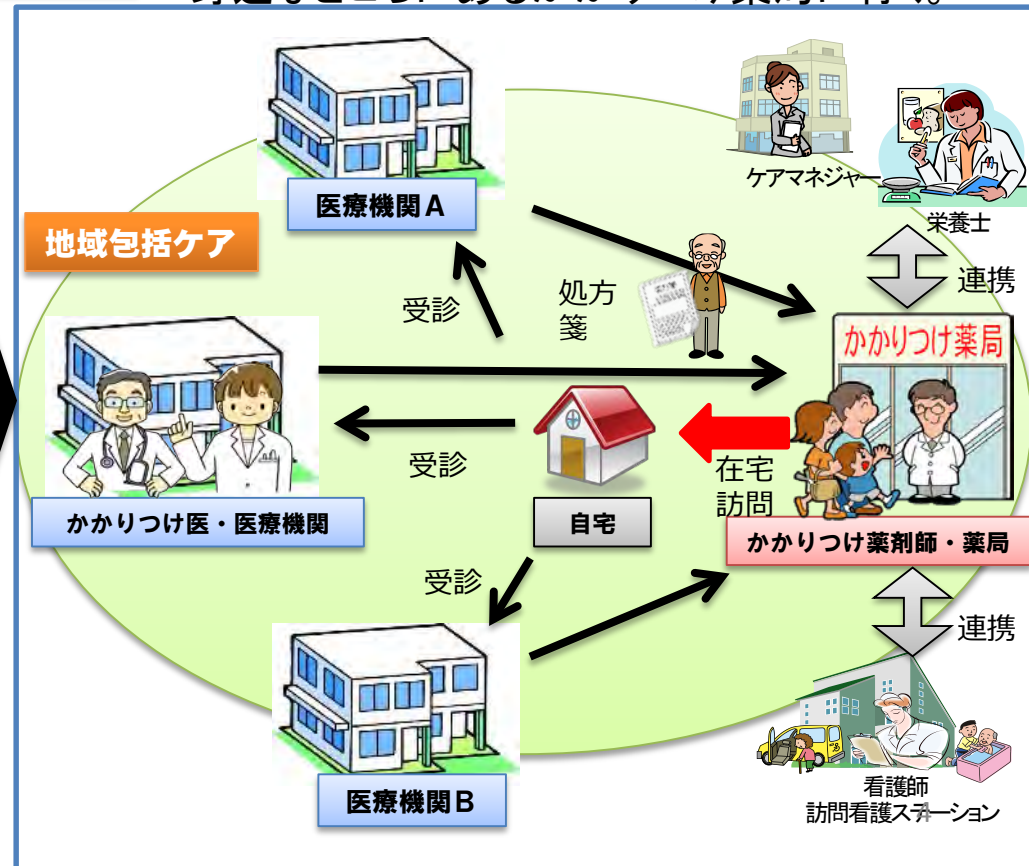 医療機関A
ケアマネジャー
栄養士
地域包括ケア
受診
処方
箋
連携
かかりつけ薬局
受診
在宅
訪問
かかりつけ医・医療機関
自宅
かかりつけ薬剤師・薬局
受診
連携
医療機関B
看護師
訪問看護ステーション
4